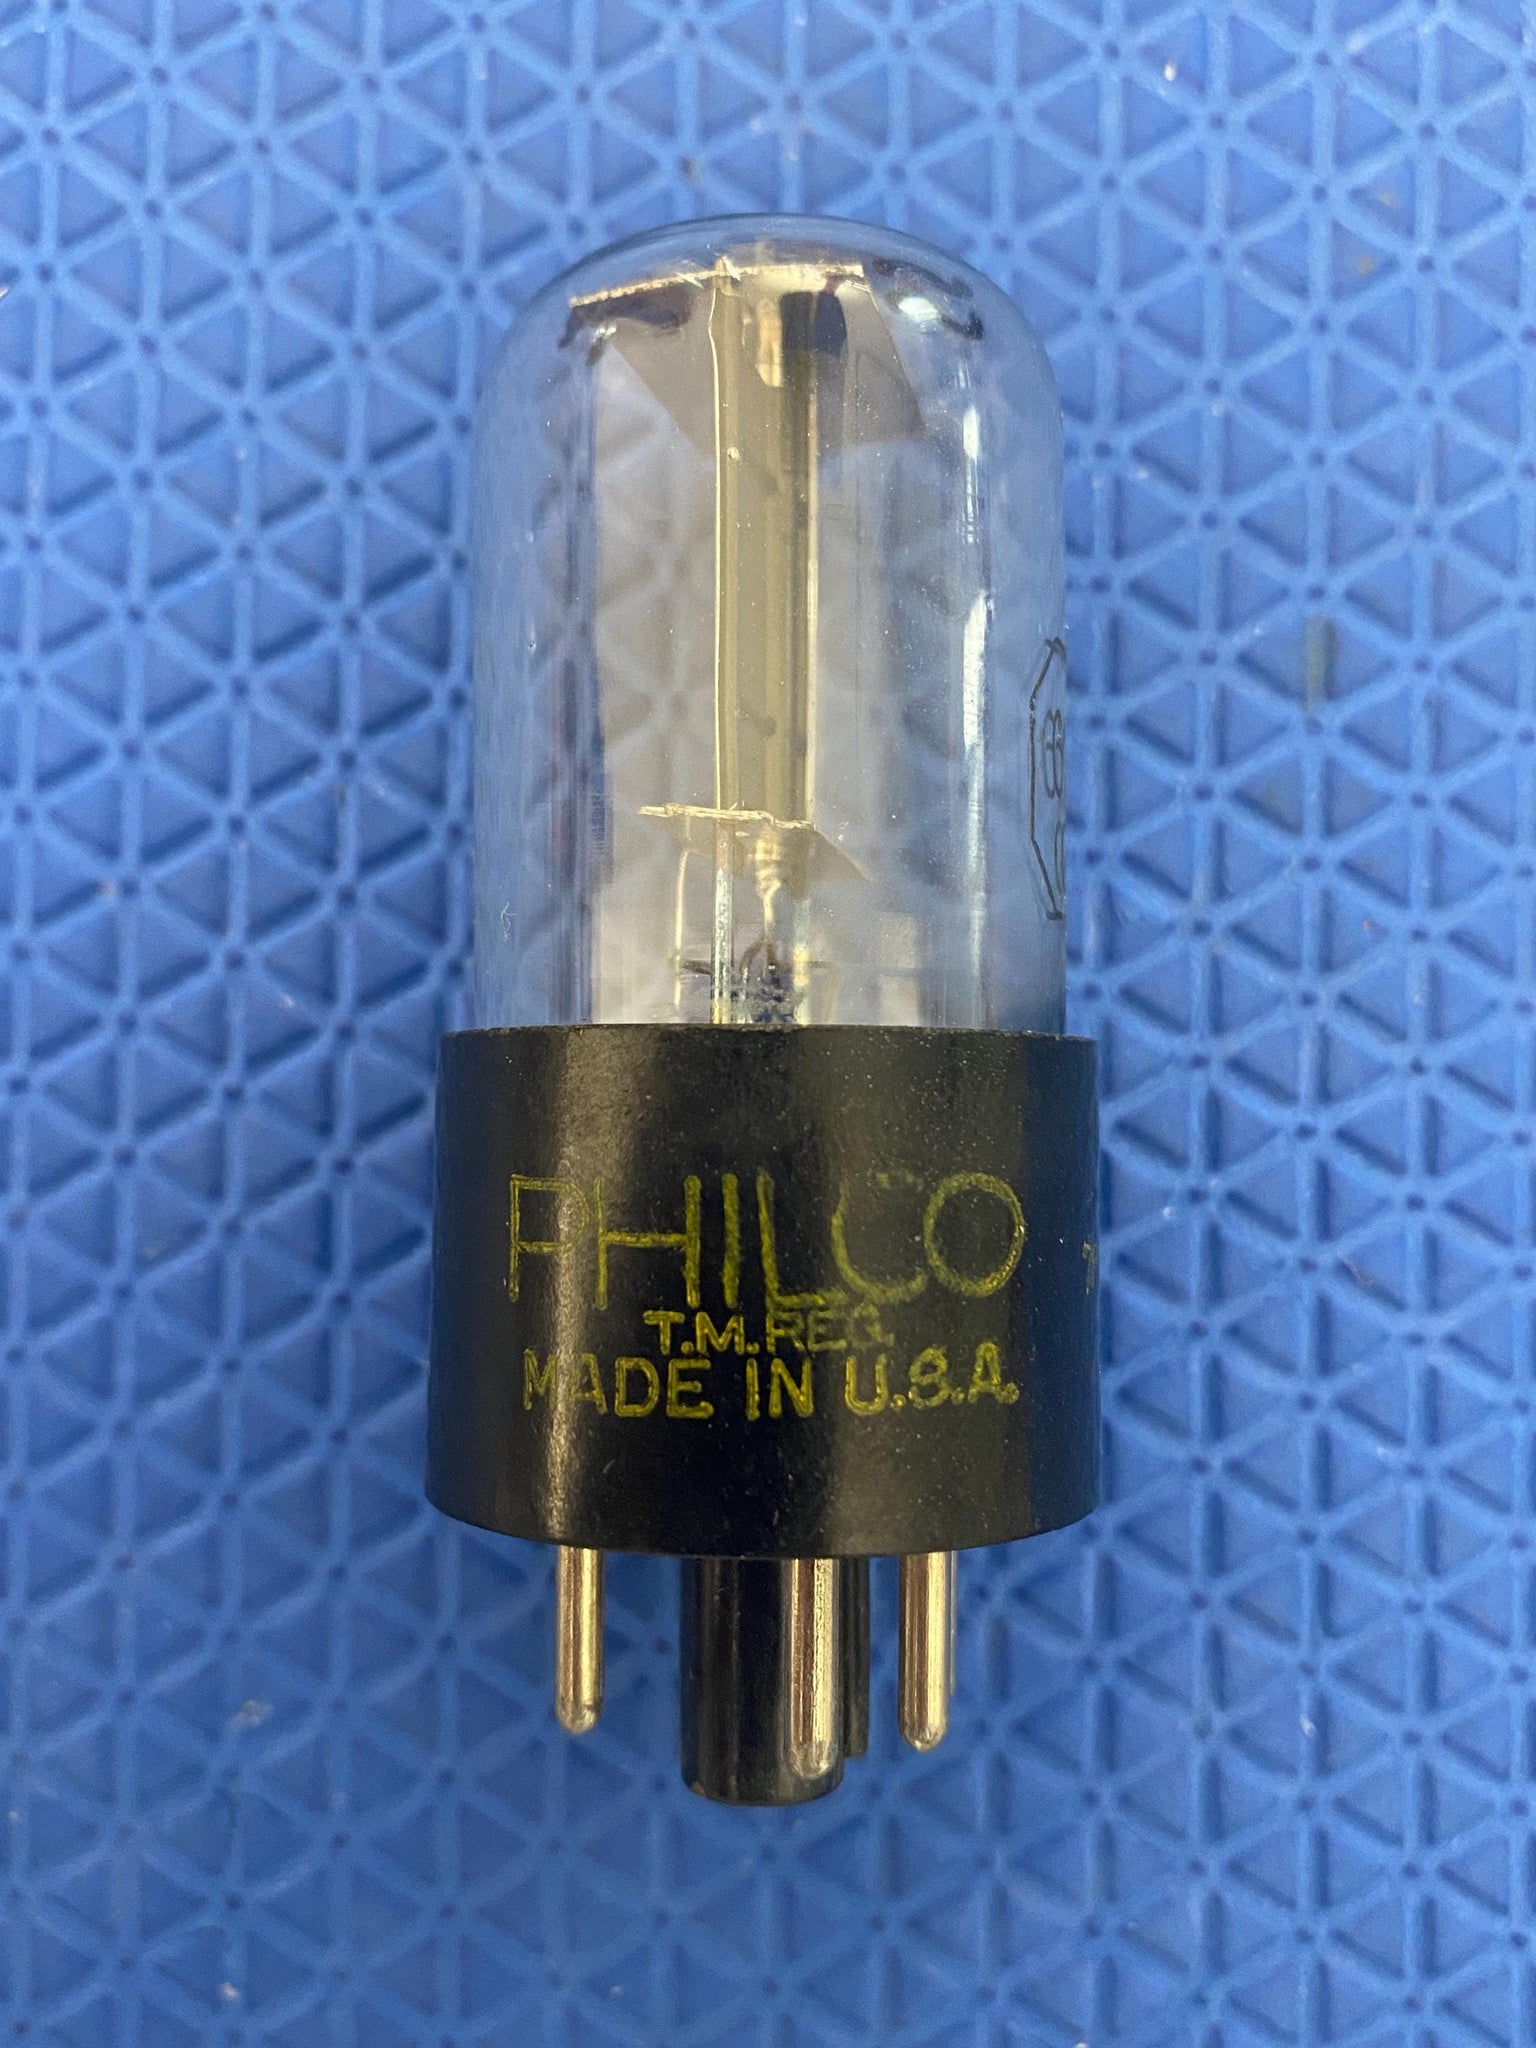 PHILCO
T.M.REG.
MADE IN U.S.A.